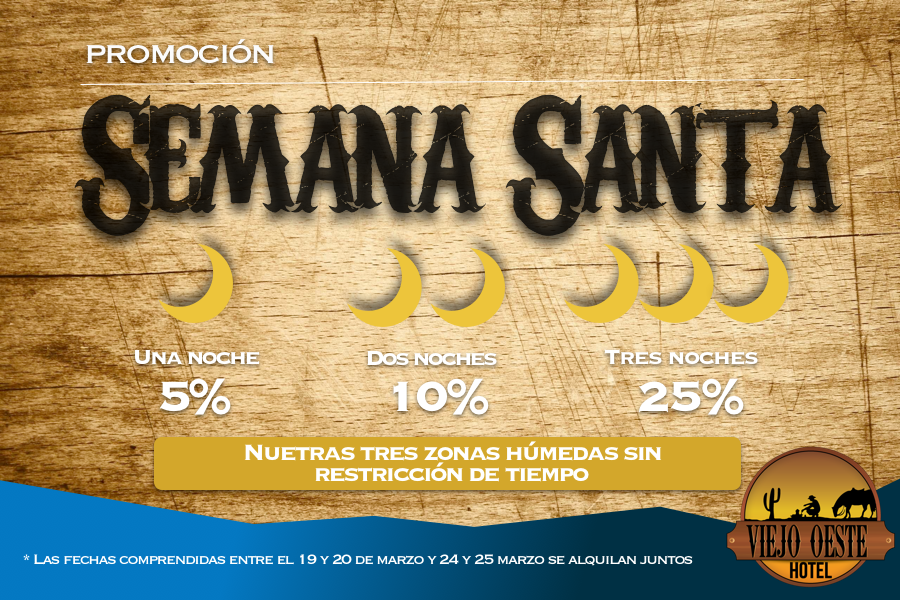 PROMOCIÓN
SEMANA SANTA
UNA NOCHE
5%
DOS NOCHES
10%
TRES NOCHES
25%
NUETRAS TRES ZONAS HÚMEDAS SIN
RESTRICCIÓN DE TIEMPO
* LAS FECHAS COMPRENDIDAS ENTRE EL 19 Y 20 DE MARZO Y 24 Y 25 MARZO SE ALQUILAN JUNTOS
VIEJO OESTE
HOTEL